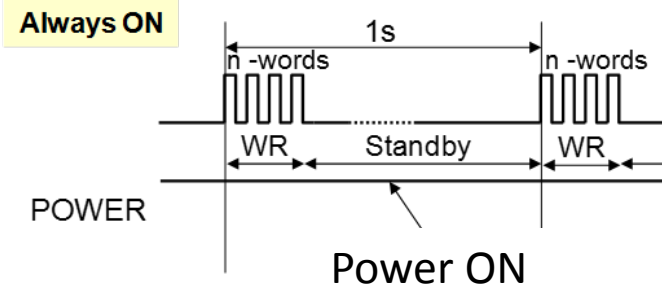 Always ON
1s
n -words n -words
WR Standby WR
POWER
Power ON